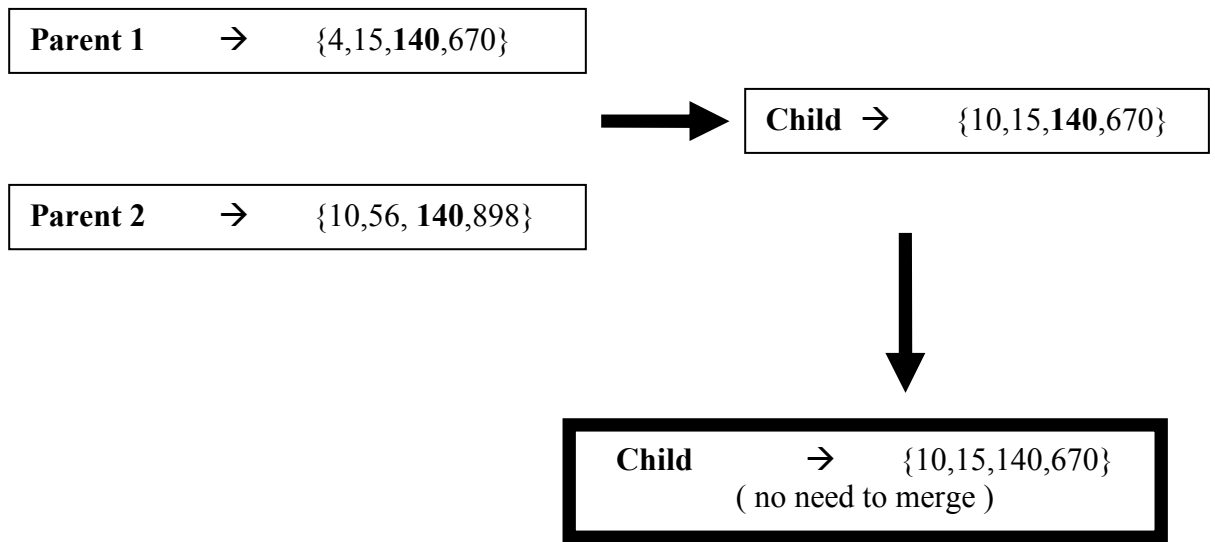 Parent 1 → {4,15,140,670}
Child → {10,15,140,670}
Parent 2 → {10,56, 140,898}
Child → {10,15,140,670}
( no need to merge )